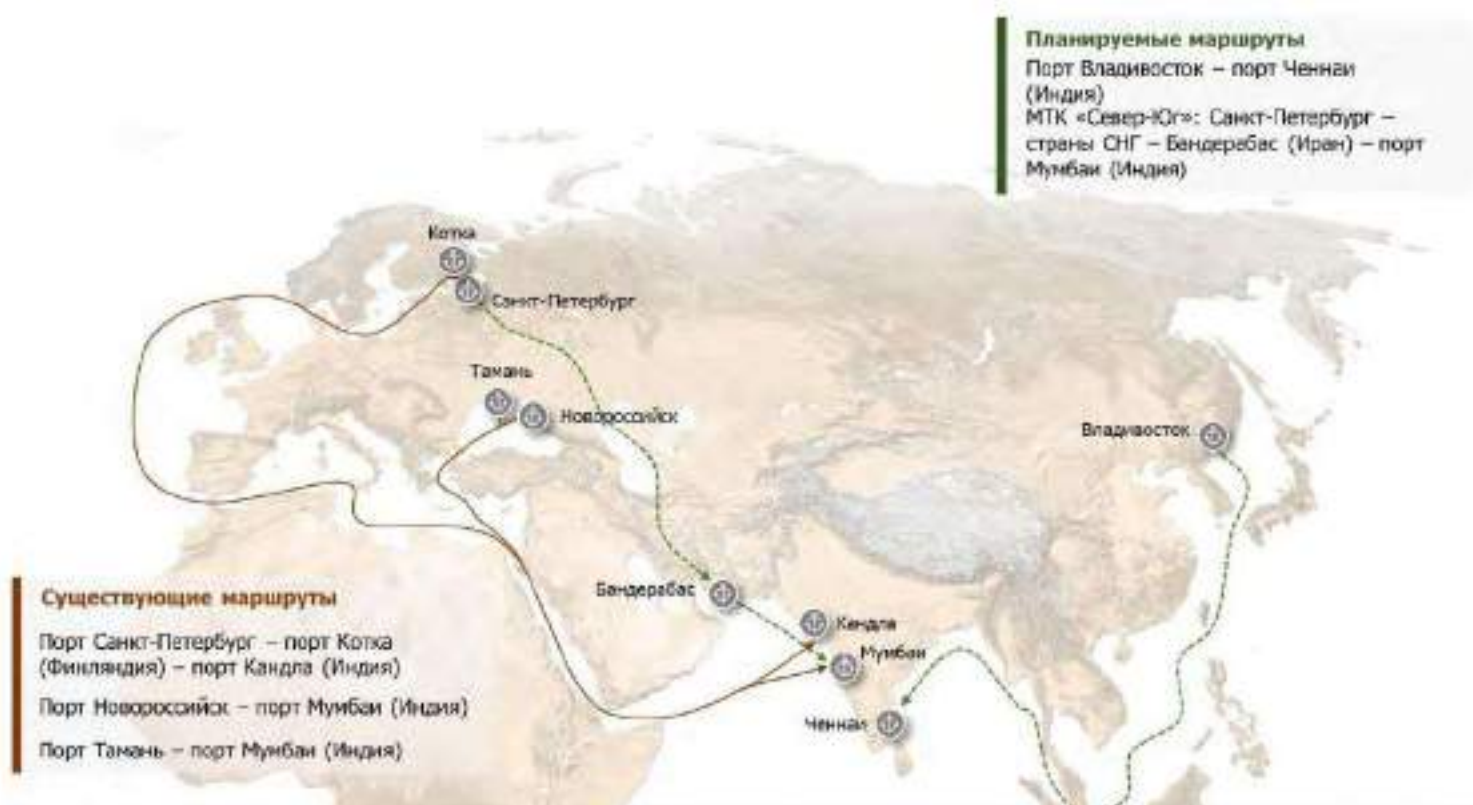 Планируемые маршруты
Порт Владивосток – порт Ченнаи
(Индия)
МТК «Север-Юг»: Санкт-Петербург –
страны СНГ – Бандерабас (Иран) – порт
Мумбаи (Индия)
Котка
Санкт-Петербург
Тамань
Новороссийск
Владивосток
Бандерабас
Кандла
Мумбаи
Ченнаи
Существующие маршруты
Порт Санкт-Петербург – порт Котка
(Финляндия) – порт Кандла (Индия)
Порт Новороссийск – порт Мумбаи (Индия)
Порт Тамань – порт Мумбаи (Индия)